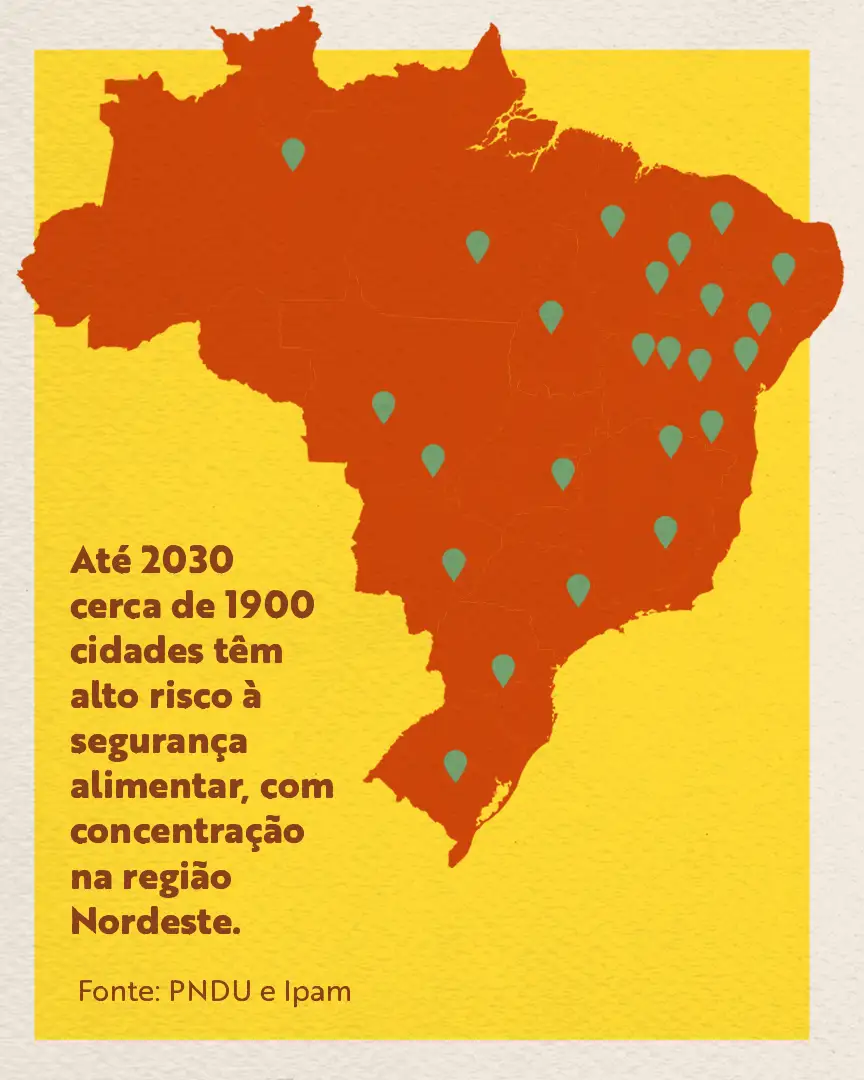 Até 2030
cerca de 1900
cidades têm
alto risco à
segurança
alimentar, com
concentração
na região
Nordeste.
Fonte: PNDU e Ipam